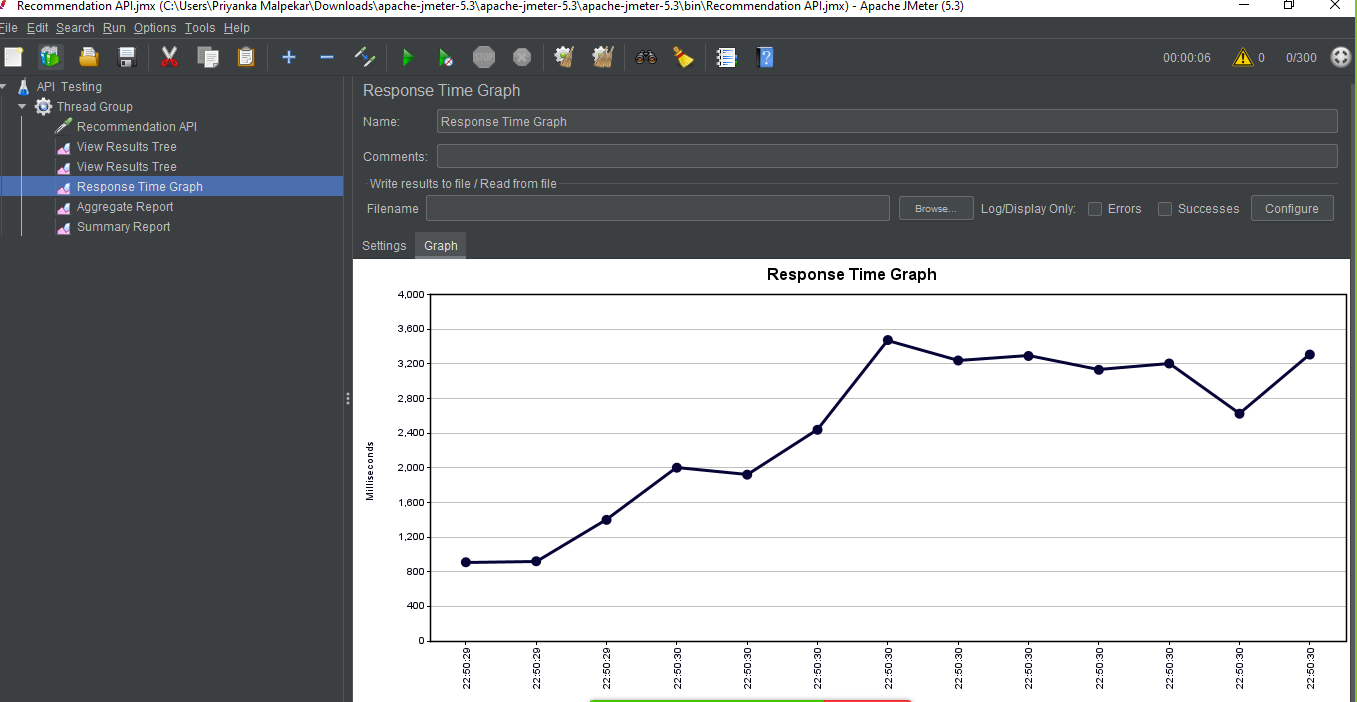 Recommendation API.jmx (C:\Users\Priyanka Malpekar\Downloads\apache-jmeter-5.3\apache-jmeter-5.3\apache-jmeter-5.3\bin\Recommendation API.jmx) - Apache JMeter (5.3)
File Edit Search Run Options Tools Help
STOP
00:00:06 0 0/300
API Testing
Thread Group
Recommendation API
View Results Tree
View Results Tree
Response Time Graph
Aggregate Report
Summary Report
Response Time Graph
Name: Response Time Graph
Comments:
Write results to file / Read from file
Filename Browse... Log/Display Only: Errors Successes Configure
Settings Graph
Response Time Graph
4,000
3,600
3,200
2,800
2,400
2,000
1,600
1,200
800
400
0
Milliseconds
22:50:29 22:50:29 22:50:29 22:50:30 22:50:30 22:50:30 22:50:30 22:50:30 22:50:30 22:50:30 22:50:30 22:50:30 22:50:30